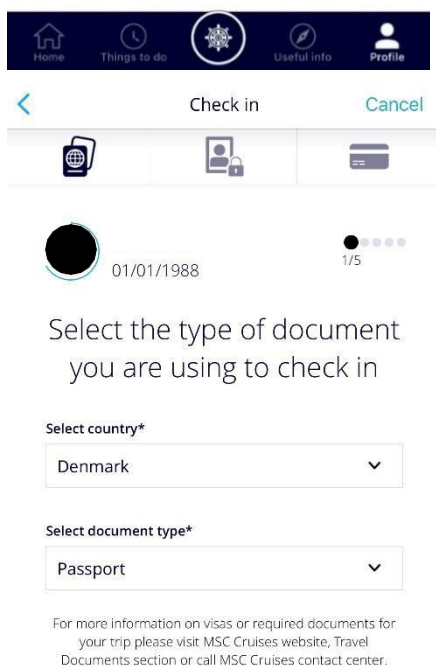 Home Things to do Useful info Profile
Check in Cancel
01/01/1988
1/5
Select the type of document
you are using to check in
Select country*
Denmark
Select document type*
Passport
For more information on visas or required documents for
your trip please visit MSC Cruises website, Travel
Documents section or call MSC Cruises contact center.